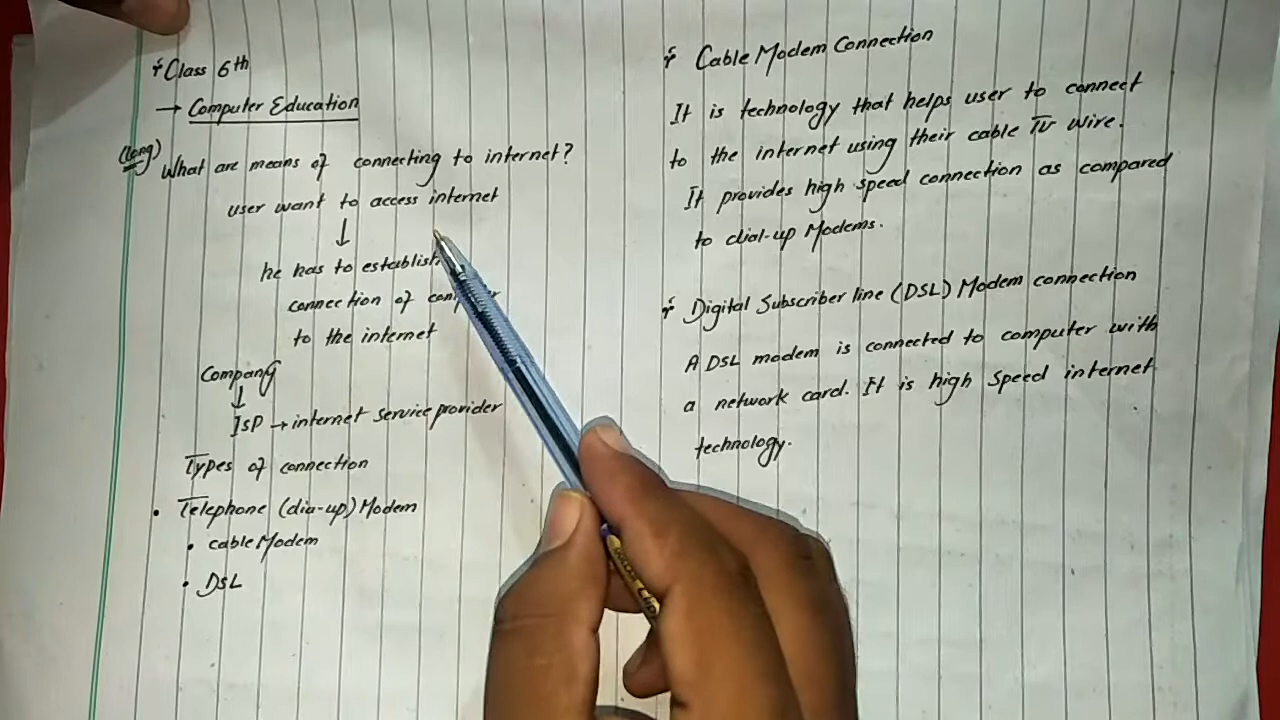 Class 6th
→ Computer Education
(long) What are means of connecting to internet?
user want to access internet
↓
he has to establish
connection of
to the internet
Company
↓
ISP → internet service provider
Types of connection
• Telephone (dia-up) Modem
• cable Modem
• DSL
Cable Modem Connection
It is technology that helps user to connect
to the internet using their cable TV wire.
It provides high speed connection as compared
to dial-up Modems.
Digital Subscriber line (DSL) Modem connection
A DSL modem is connected to computer with
a network card. It is high speed internet
technology.